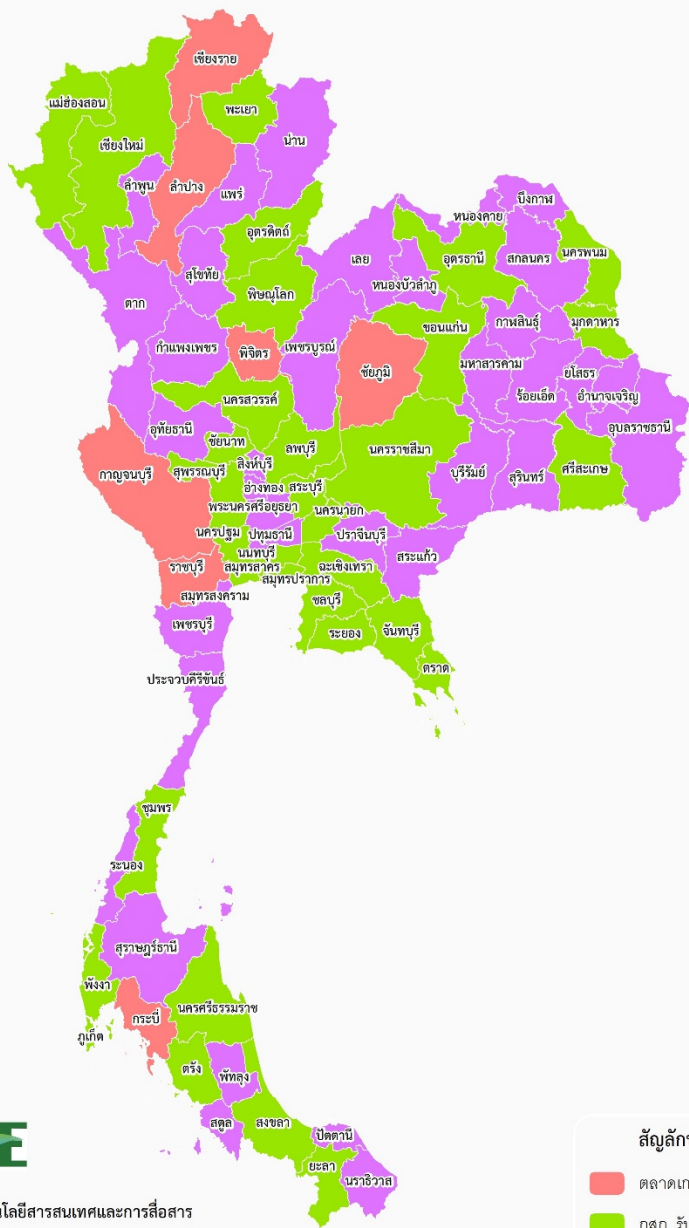 เชียงราย
แม่ฮ่องสอน
พะเยา
เชียงใหม่
น่าน
ลำพูน
ลำปาง
แพร่
บึงกาฬ
หนองคาย
อุตรดิตถ์
เลย
อุดรธานี
สกลนคร
นครพนม
สุโขทัย
หนองบัวลำภู
พิษณุโลก
ตาก
ขอนแก่น
กาฬสินธุ์
มุกดาหาร
กำแพงเพชร
พิจิตร
เพชรบูรณ์
ชัยภูมิ
มหาสารคาม
ยโสธร
ร้อยเอ็ด
อำนาจเจริญ
นครสวรรค์
อุทัยธานี
อุบลราชธานี
ชัยนาท
ลพบุรี
นครราชสีมา
สิงห์บุรี
บุรีรัมย์
สุรินทร์
ศรีสะเกษ
กาญจนบุรี
สุพรรณบุรี
อ่างทอง
สระบุรี
พระนครศรีอยุธยา
นครนายก
นครปฐม
ปทุมธานี
ปราจีนบุรี
นนทบุรี
สระแก้ว
ราชบุรี
สมุทรสาคร
ฉะเชิงเทรา
สมุทรปราการ
สมุทรสงคราม
ชลบุรี
เพชรบุรี
ระยอง
จันทบุรี
ตราด
ประจวบคีรีขันธ์
ชุมพร
ระนอง
สุราษฎร์ธานี
พังงา
นครศรีธรรมราช
กระบี่
ภูเก็ต
ตรัง
พัทลุง
สตูล
สงขลา
ปัตตานี
ยะลา
นราธิวาส
E
สัญลัก
ตลาดเก
โลยีสารสนเทศและการสื่อสาร
กสก. รั